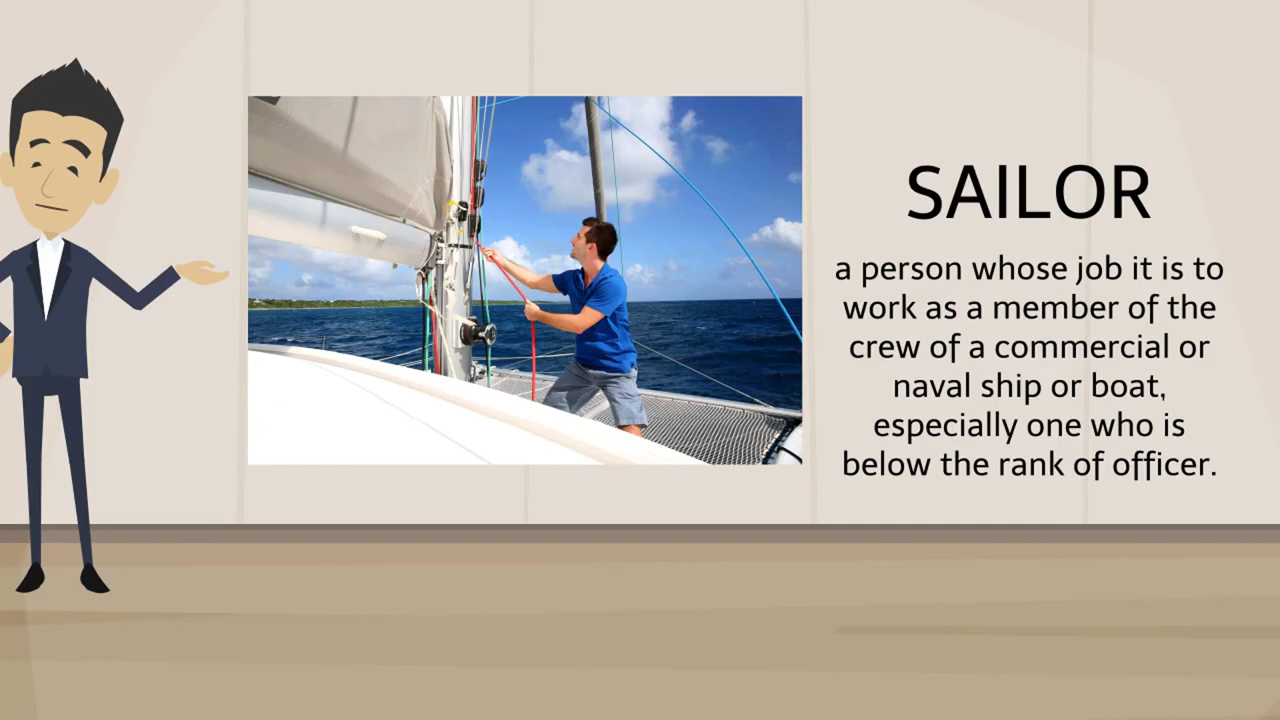 SAILOR
a person whose job it is to
work as a member of the
crew of a commercial or
naval ship or boat,
especially one who is
below the rank of officer.